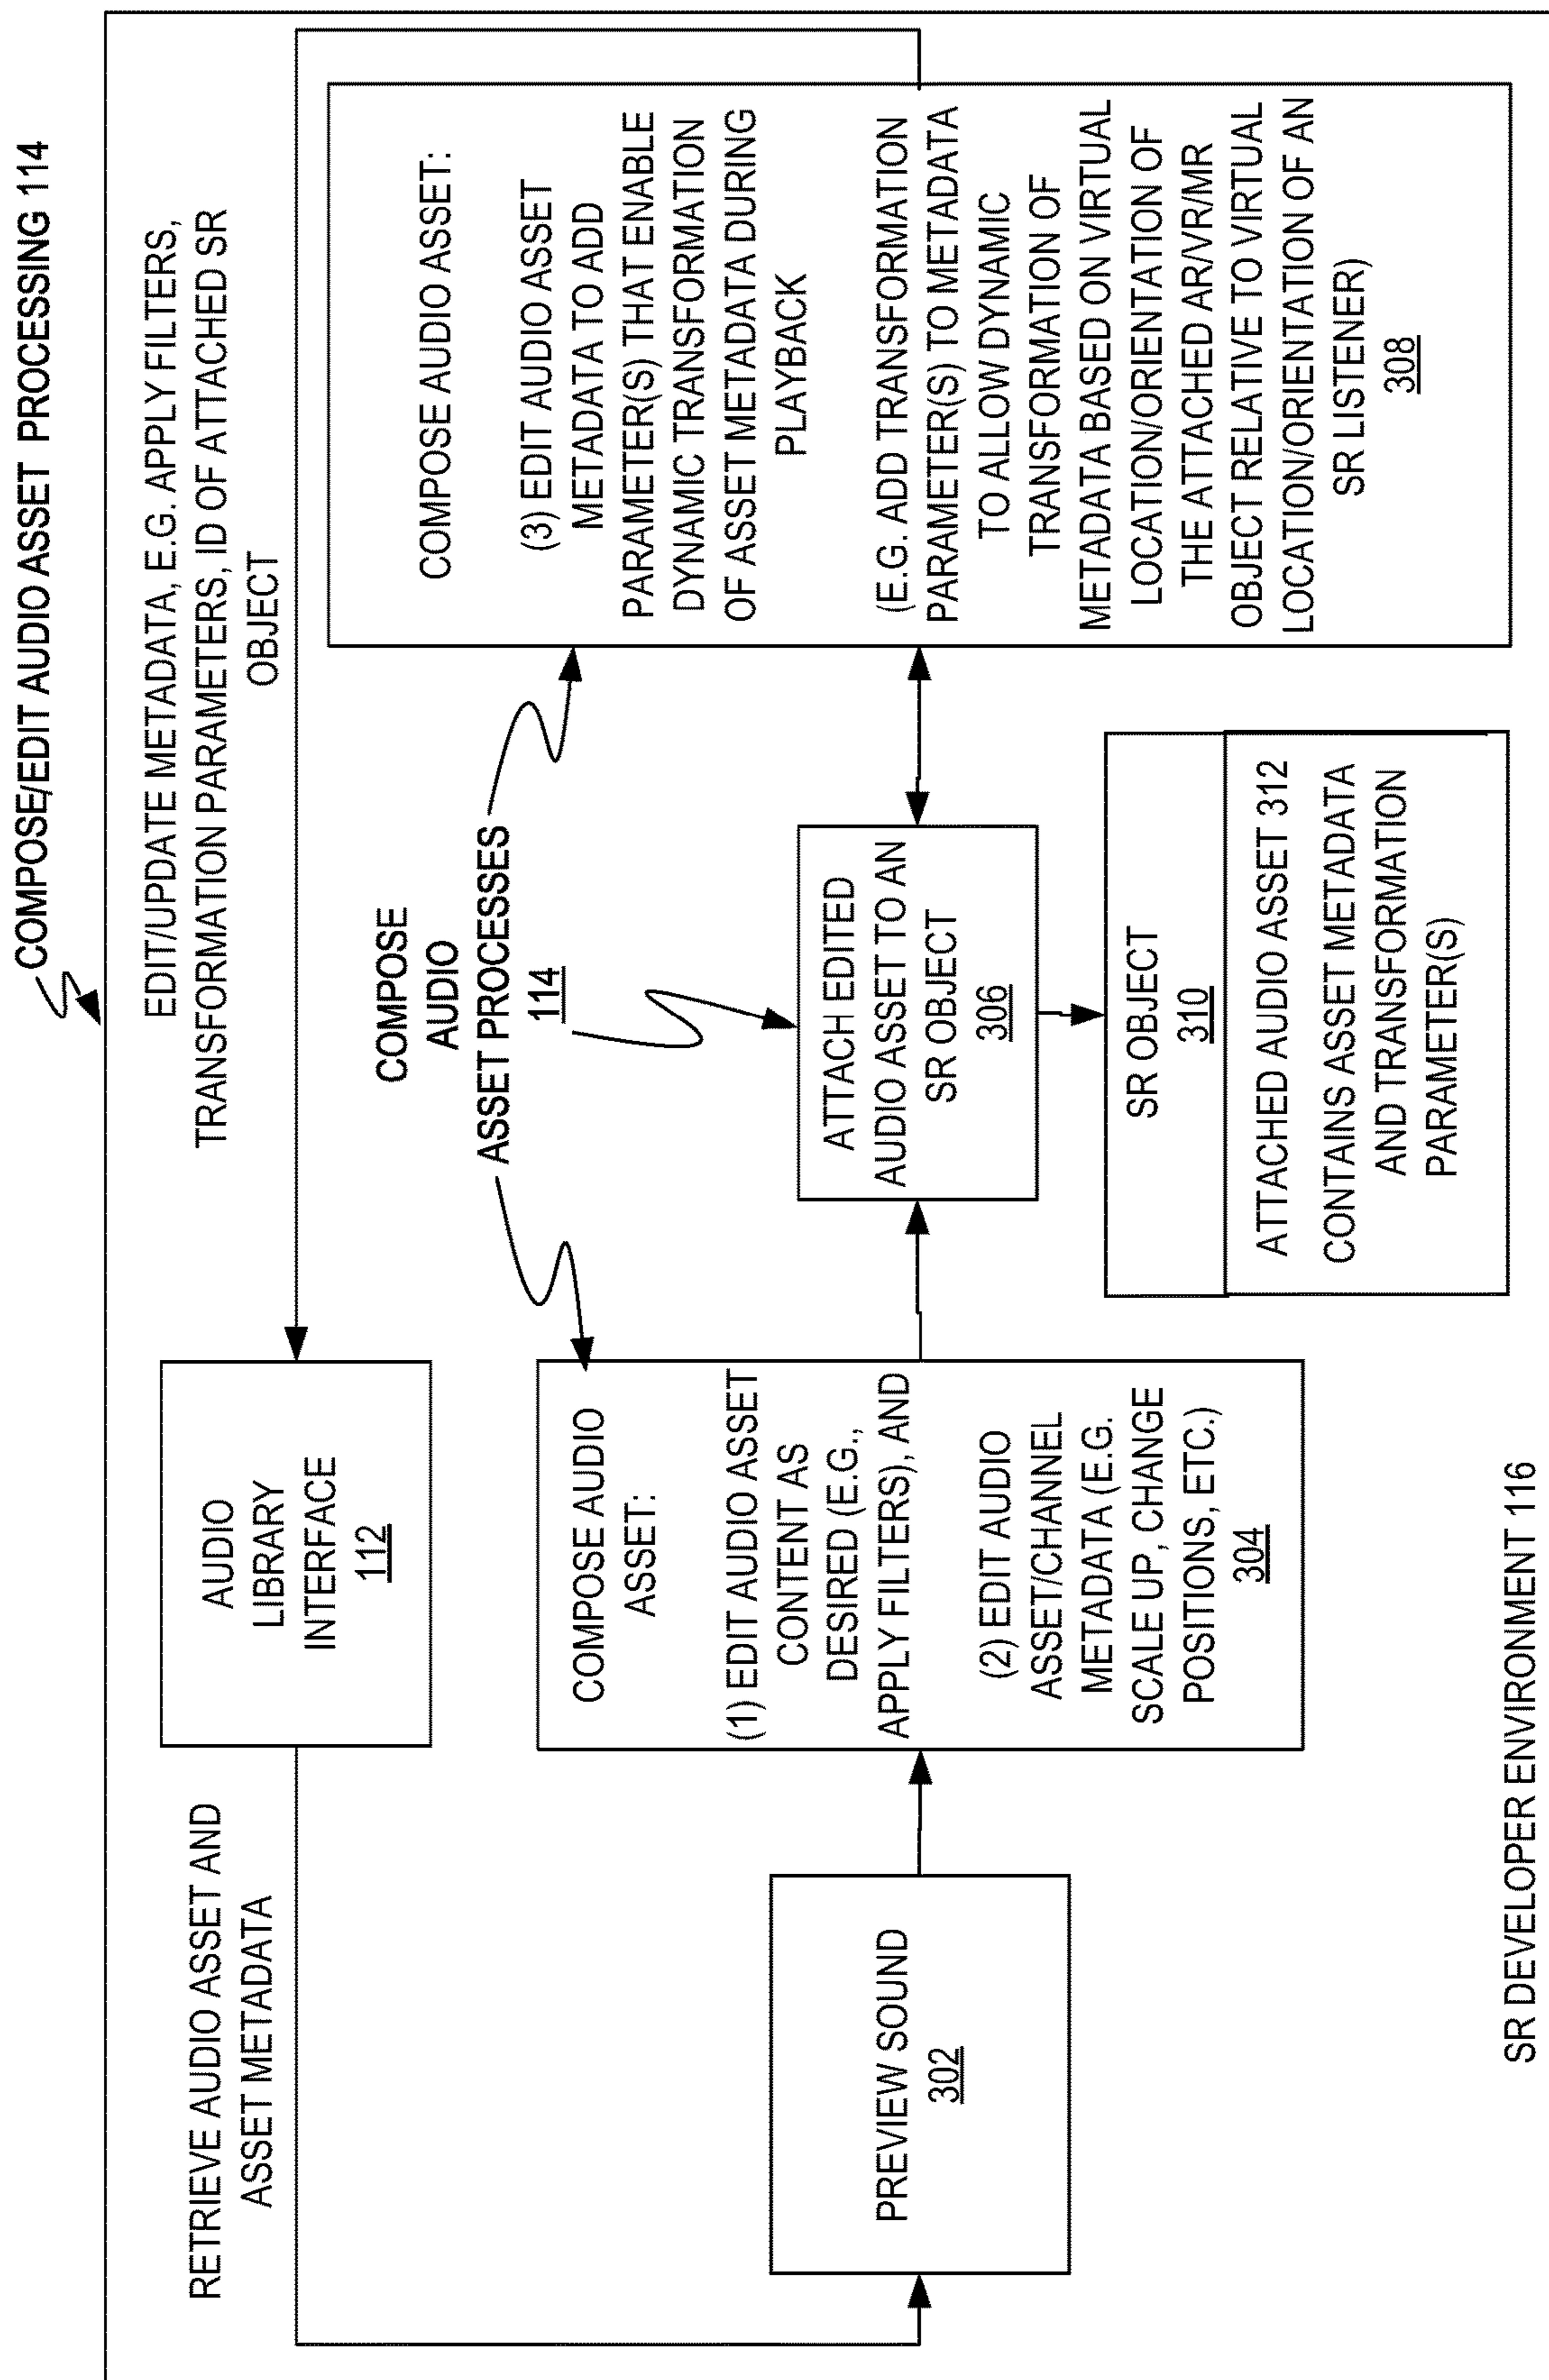 COMPOSE/EDIT AUDIO ASSET PROCESSING 114
RETRIEVE AUDIO ASSET AND
ASSET METADATA
AUDIO
LIBRARY
INTERFACE
112
EDIT/UPDATE METADATA, E.G. APPLY FILTERS,
TRANSFORMATION PARAMETERS, ID OF ATTACHED SR
OBJECT
COMPOSE
AUDIO
ASSET PROCESSES
114
PREVIEW SOUND
302
COMPOSE AUDIO
ASSET:
(1) EDIT AUDIO ASSET
CONTENT AS
DESIRED (E.G.,
APPLY FILTERS), AND
(2) EDIT AUDIO
ASSET/CHANNEL
METADATA (E.G.
SCALE UP, CHANGE
POSITIONS, ETC.)
304
ATTACH EDITED
AUDIO ASSET TO AN
SR OBJECT
306
SR OBJECT
310
ATTACHED AUDIO ASSET 312
CONTAINS ASSET METADATA
AND TRANSFORMATION
PARAMETER(S)
COMPOSE AUDIO ASSET:
(3) EDIT AUDIO ASSET
METADATA TO ADD
PARAMETER(S) THAT ENABLE
DYNAMIC TRANSFORMATION
OF ASSET METADATA DURING
PLAYBACK
(E.G. ADD TRANSFORMATION
PARAMETER(S) TO METADATA
TO ALLOW DYNAMIC
TRANSFORMATION OF
METADATA BASED ON VIRTUAL
LOCATION/ORIENTATION OF
THE ATTACHED AR/VR/MR
OBJECT RELATIVE TO VIRTUAL
LOCATION/ORIENTATION OF AN
SR LISTENER)
308
SR DEVELOPER ENVIRONMENT 116